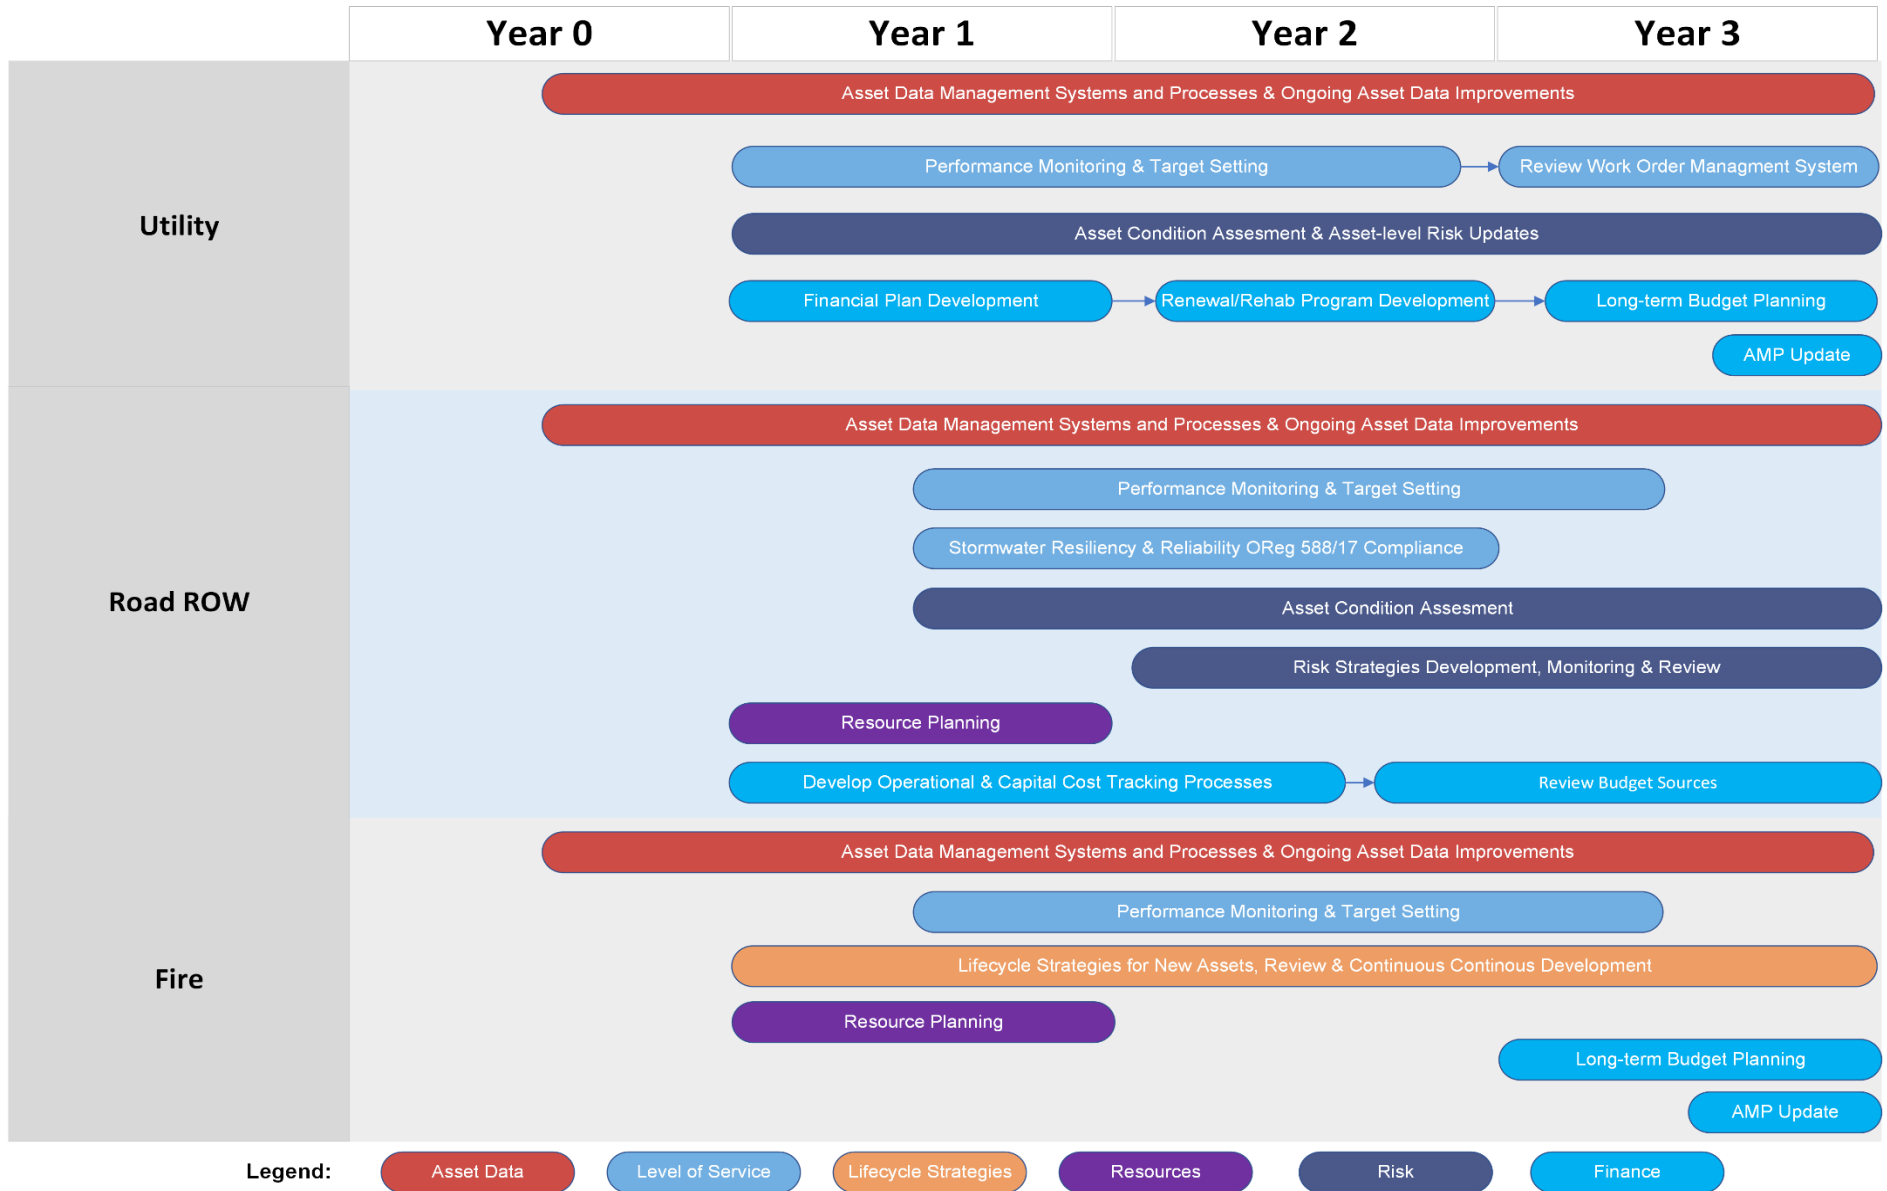 Year 0 Year 1 Year 2 Year 3
Utility
Asset Data Management Systems and Processes & Ongoing Asset Data Improvements
Performance Monitoring & Target Setting
Review Work Order Managment System
Asset Condition Assesment & Asset-level Risk Updates
Financial Plan Development
Renewal/Rehab Program Development
Long-term Budget Planning
AMP Update
Road ROW
Asset Data Management Systems and Processes & Ongoing Asset Data Improvements
Performance Monitoring & Target Setting
Stormwater Resiliency & Reliability OReg 588/17 Compliance
Asset Condition Assesment
Risk Strategies Development, Monitoring & Review
Resource Planning
Develop Operational & Capital Cost Tracking Processes
Review Budget Sources
Fire
Asset Data Management Systems and Processes & Ongoing Asset Data Improvements
Performance Monitoring & Target Setting
Lifecycle Strategies for New Assets, Review & Continuous Continous Development
Resource Planning
Long-term Budget Planning
AMP Update
Legend: Asset Data Level of Service Lifecycle Strategies Resources Risk Finance